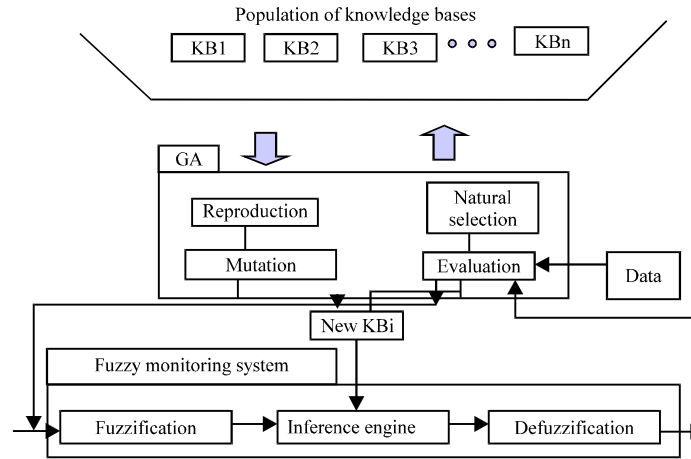 Population of knowledge bases
KB1 KB2 KB3 KBn
GA
Reproduction
Natural
selection
Mutation
Evaluation
Data
New KBi
Fuzzy monitoring system
Fuzzification
Inference engine
Defuzzification